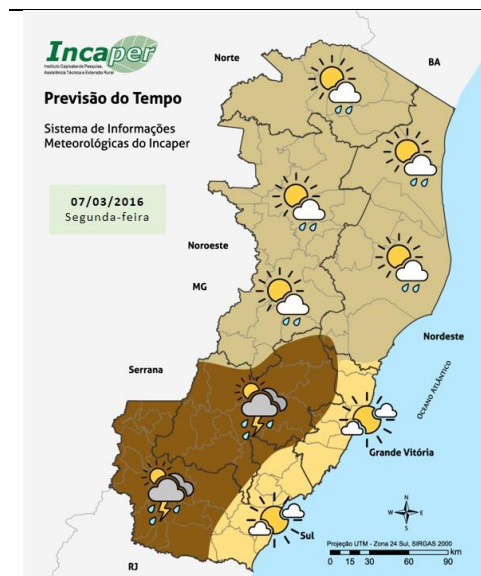 Incaper
Instituto Capixaba de Pesquisa,
Assistência Técnica e Extensão Rural
Previsão do Tempo
Sistema de Informações
Meteorológicas do Incaper
07/03/2016
Segunda-feira
Norte
BA
Noroeste
MG
Nordeste
Serrana
OCEANO ATLÂNTICO
Grande Vitória
Sul
RJ
N
W
E
S
Projeção UTM - Zona 24 Sul, SIRGAS 2000
km
0 15 30 60 90